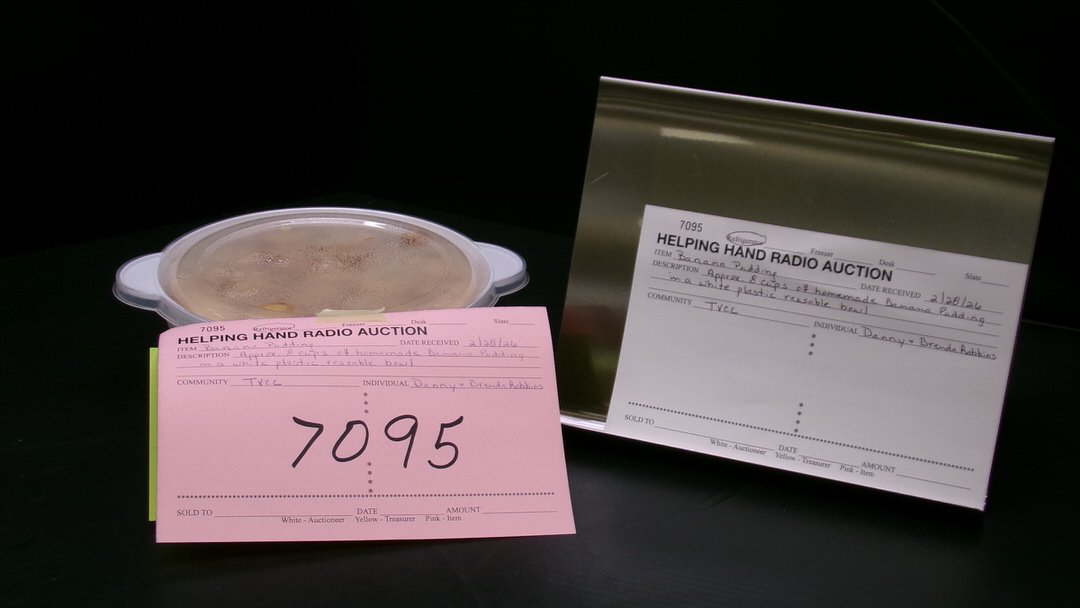 7095 Refrigerator Freezer Desk Slate
HELPING HAND RADIO AUCTION
ITEM Banana Pudding DATE RECEIVED 2/28/26
DESCRIPTION Approx 8 cups of homemade Banana Pudding
in a white plastic reusable bowl
COMMUNITY TVCC INDIVIDUAL Danny & Brenda Robbins
7095
SOLD TO DATE AMOUNT
White - Auctioneer Yellow - Treasurer Pink - Item
7095 Refrigerator Freezer Desk Slate
HELPING HAND RADIO AUCTION
ITEM Banana Pudding DATE RECEIVED 2/28/26
DESCRIPTION Approx 8 cups of homemade Banana Pudding
in a white plastic reusable bowl
COMMUNITY TVCC INDIVIDUAL Danny & Brenda Robbins
SOLD TO DATE AMOUNT
White - Auctioneer Yellow - Treasurer Pink - Item